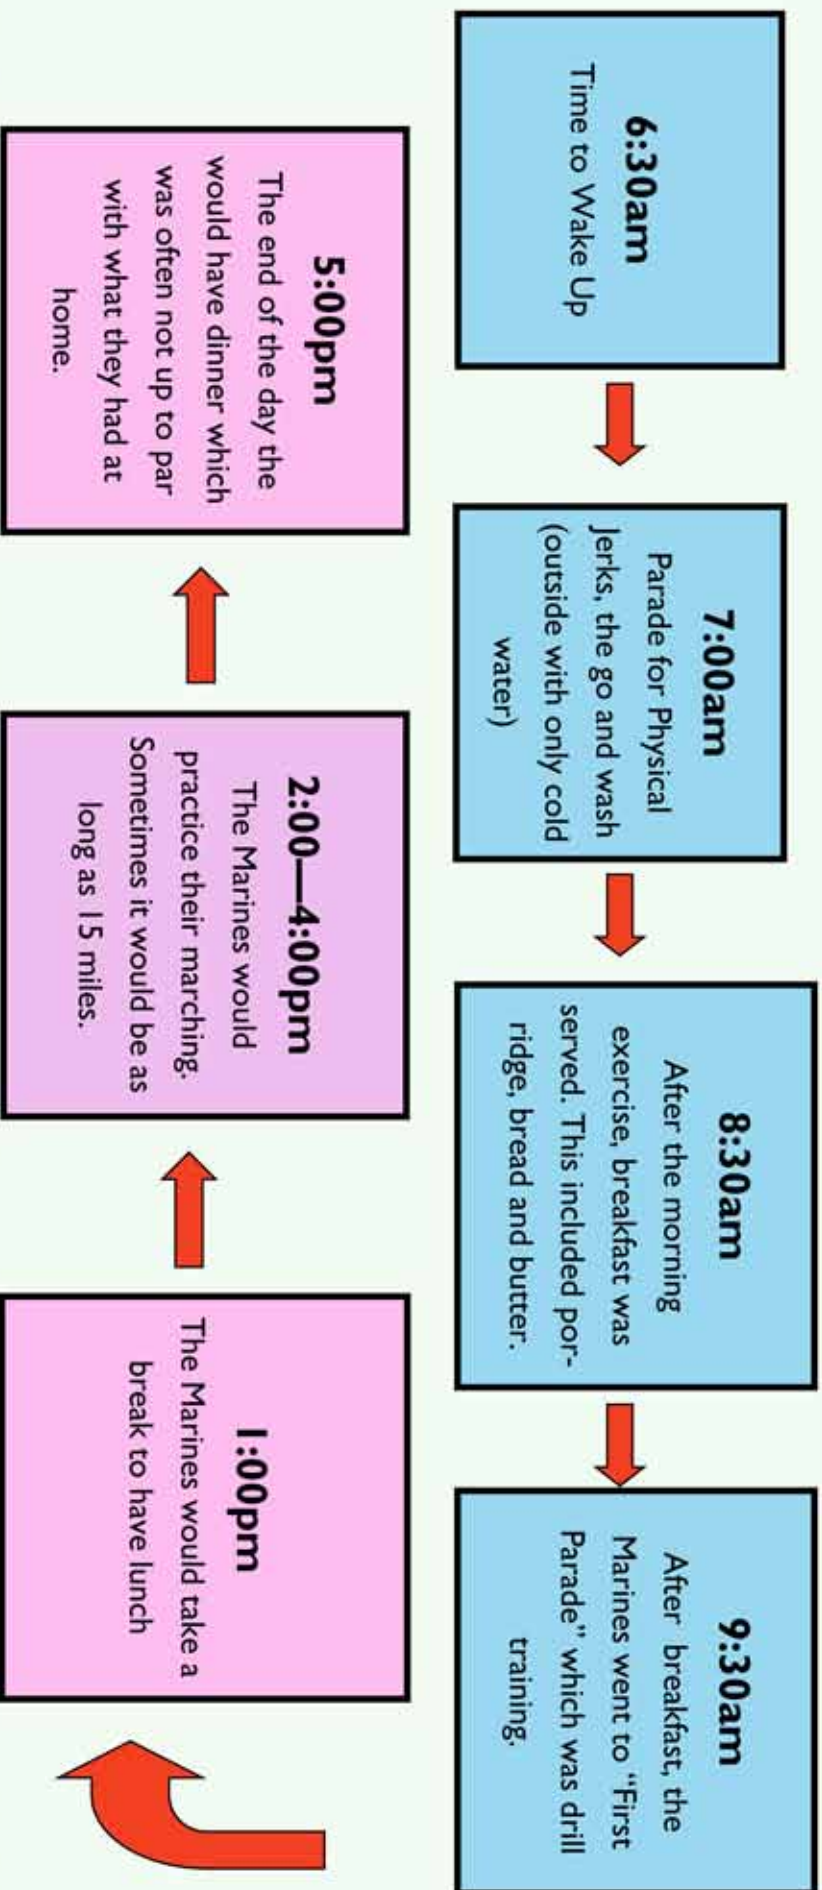 6:30am
Time to Wake Up
7:00am
Parade for Physical
Jerks, the go and wash
(outside with only cold
water)
8:30am
After the morning
exercise, breakfast was
served. This included por-
ridge, bread and butter.
9:30am
After breakfast, the
Marines went to “First
Parade” which was drill
training.
1:00pm
The Marines would take a
break to have lunch
2:00—4:00pm
The Marines would
practice their marching.
Sometimes it would be as
long as 15 miles.
5:00pm
The end of the day the
would have dinner which
was often not up to par
with what they had at
home.